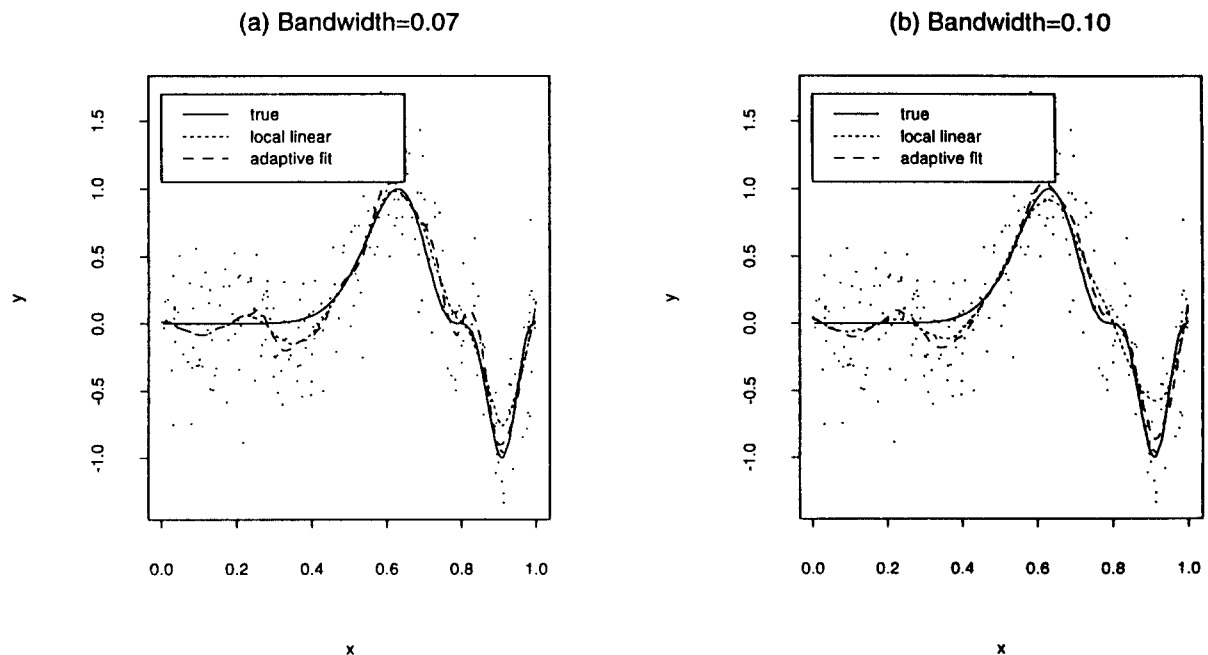 (a) Bandwidth=0.07
true
local linear
adaptive fit
y
1.5
1.0
0.5
0.0
-0.5
-1.0
0.0 0.2 0.4 0.6 0.8 1.0
x
(b) Bandwidth=0.10
true
local linear
adaptive fit
y
1.5
1.0
0.5
0.0
-0.5
-1.0
0.0 0.2 0.4 0.6 0.8 1.0
x